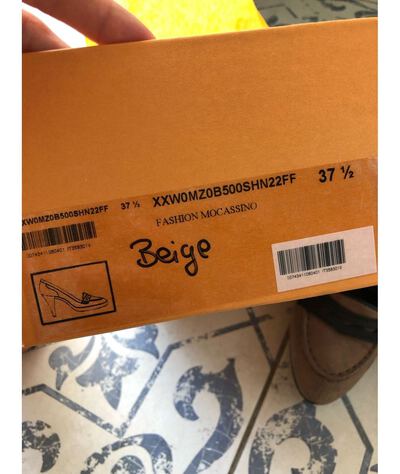 XXW0MZ0B500SHN22FF 37 ½
XXW0MZ0B500SHN22FF 37 ½
FASHION MOCASSINO
Beige